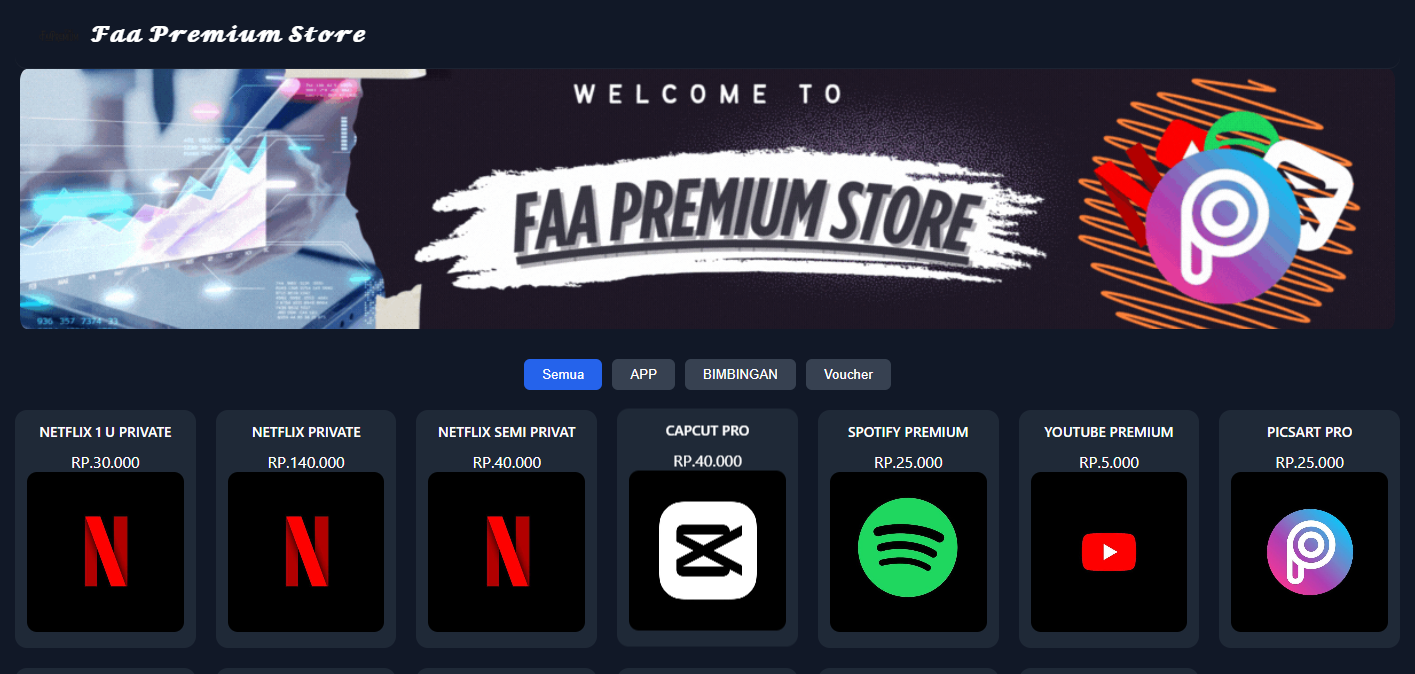 Faa Premium Store
WELCOME TO
FAA PREMIUM STORE
936 357 7374 33
Semua
APP
BIMBINGAN
Voucher
NETFLIX 1 U PRIVATE
RP.30.000
NETFLIX PRIVATE
RP.140.000
NETFLIX SEMI PRIVAT
RP.40.000
CAPCUT PRO
RP.40.000
SPOTIFY PREMIUM
RP.25.000
YOUTUBE PREMIUM
RP.5.000
PICSART PRO
RP.25.000